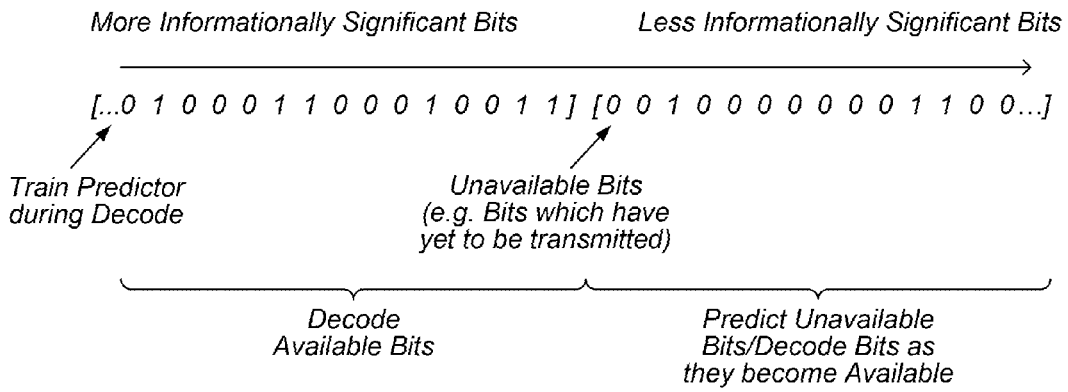 More Informationally Significant Bits Less Informationally Significant Bits
[...0 1 0 0 0 1 1 0 0 0 1 0 0 1 1] [0 0 1 0 0 0 0 0 0 0 1 1 0 0...]
Train Predictor
during Decode
Unavailable Bits
(e.g. Bits which have
yet to be transmitted)
Decode
Available Bits
Predict Unavailable
Bits/Decode Bits as
they become Available